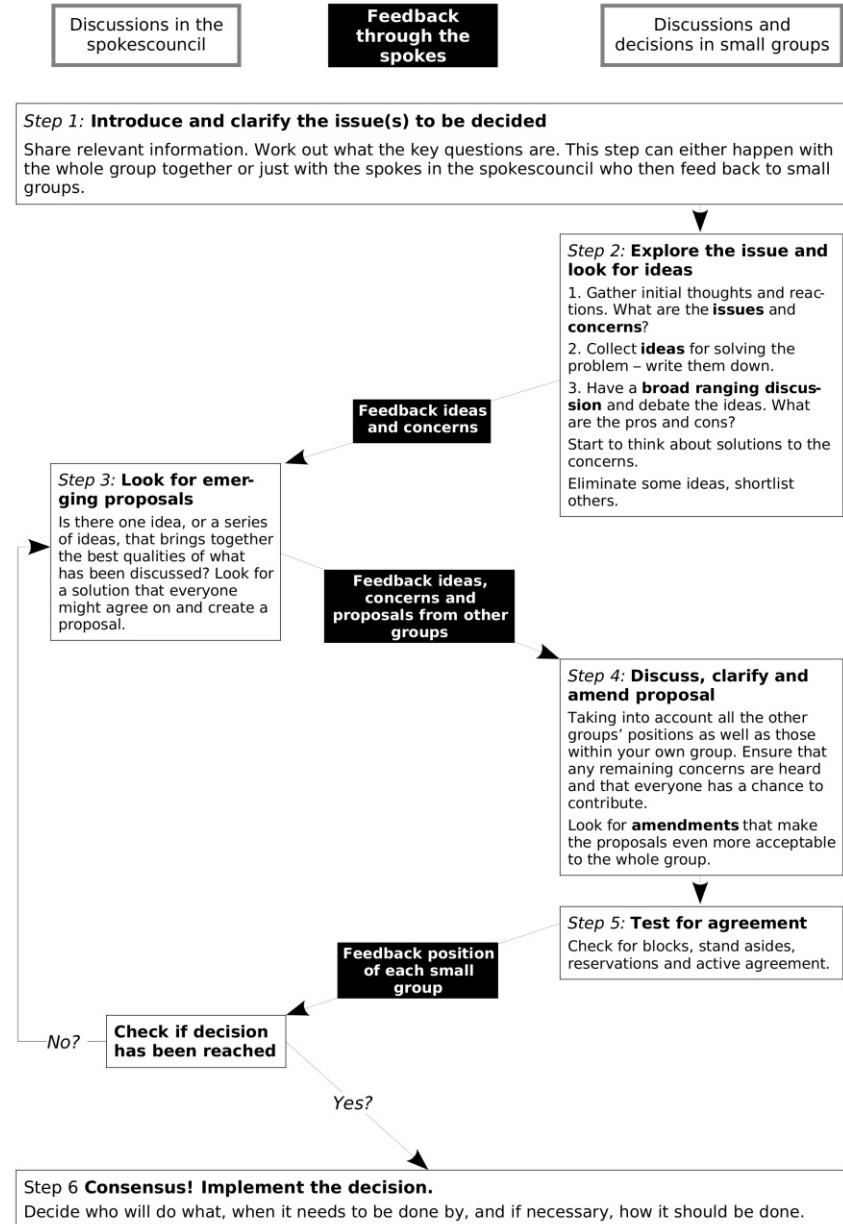 Discussions in the
spokescouncil
Feedback
through the
spokes
Discussions and
decisions in small groups
Step 1: Introduce and clarify the issue(s) to be decided
Share relevant information. Work out what the key questions are. This step can either happen with
the whole group together or just with the spokes in the spokescouncil who then feed back to small
groups.
Step 2: Explore the issue and
look for ideas
1. Gather initial thoughts and reac-
tions. What are the issues and
concerns?
2. Collect ideas for solving the
problem – write them down.
3. Have a broad ranging discus-
sion and debate the ideas. What
are the pros and cons?
Start to think about solutions to the
concerns.
Eliminate some ideas, shortlist
others.
Feedback ideas
and concerns
Step 3: Look for emer-
ging proposals
Is there one idea, or a series
of ideas, that brings together
the best qualities of what
has been discussed? Look for
a solution that everyone
might agree on and create a
proposal.
Feedback ideas,
concerns and
proposals from other
groups
Step 4: Discuss, clarify and
amend proposal
Taking into account all the other
groups’ positions as well as those
within your own group. Ensure that
any remaining concerns are heard
and that everyone has a chance to
contribute.
Look for amendments that make
the proposals even more acceptable
to the whole group.
Step 5: Test for agreement
Check for blocks, stand asides,
reservations and active agreement.
Feedback position
of each small
group
Check if decision
has been reached
No?
Yes?
Step 6 Consensus! Implement the decision.
Decide who will do what, when it needs to be done by, and if necessary, how it should be done.